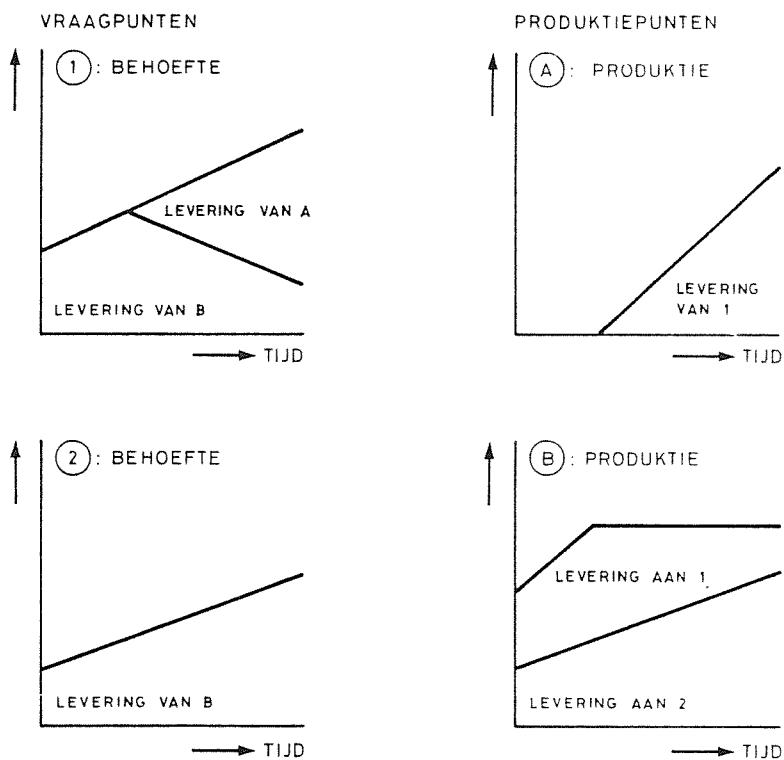 VRAAGPUNTEN
1 : BEHOEFTE
LEVERING VAN A
LEVERING VAN B
TIJD
PRODUKTIEPUNTEN
A : PRODUKTIE
LEVERING
VAN 1
TIJD
2 : BEHOEFTE
LEVERING VAN B
TIJD
B : PRODUKTIE
LEVERING AAN 1
LEVERING AAN 2
TIJD